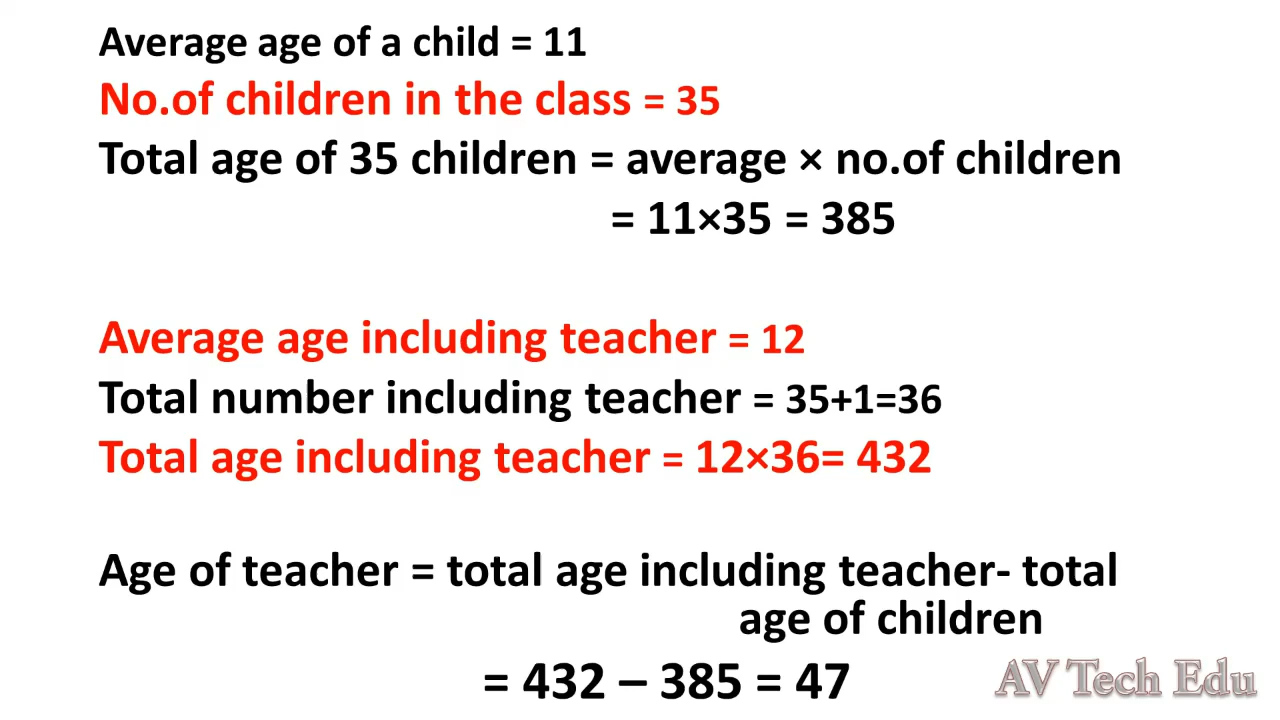 Average age of a child = 11
No.of children in the class = 35
Total age of 35 children = average × no.of children
= 11×35 = 385
Average age including teacher = 12
Total number including teacher = 35+1=36
Total age including teacher = 12×36= 432
Age of teacher = total age including teacher- total
age of children
= 432 – 385 = 47
AV Tech Edu